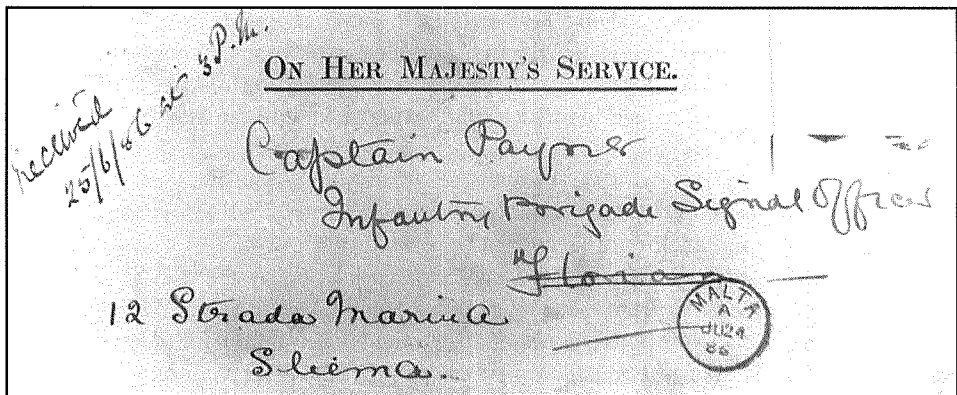 received
25/6/86 at 3 P.M.
ON HER MAJESTY'S SERVICE.
Captain Payne
Infantry Brigade Signal Officer
Florian
12 Strada Marina
Sliema.
MALTA
A
JU 24
86